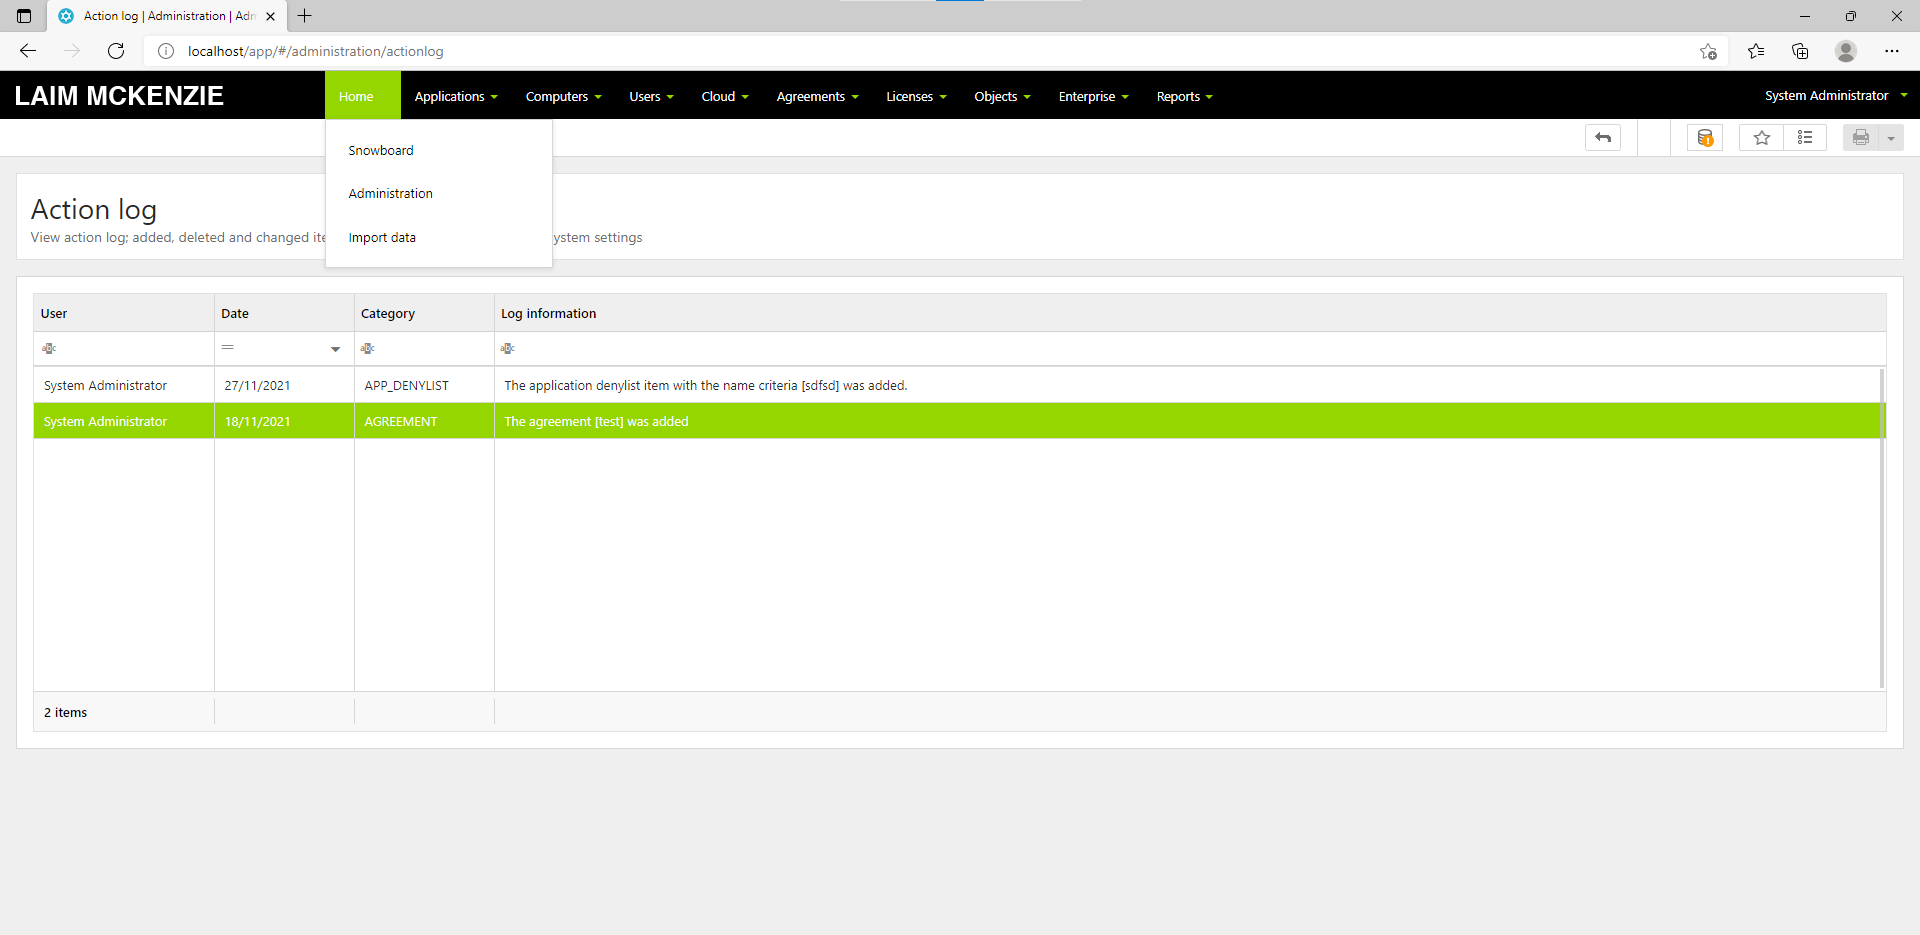 Action log | Administration | Adm
localhost/app/#/administration/actionlog
LAIM MCKENZIE
Home Applications Computers Users Cloud Agreements Licenses Objects Enterprise Reports System Administrator
Snowboard
Administration
Import data
Action log
View action log; added, deleted and changed ite ystem settings
User Date Category Log information
abc = abc abc
System Administrator 27/11/2021 APP_DENYLIST The application denylist item with the name criteria [sdfsd] was added.
System Administrator 18/11/2021 AGREEMENT The agreement [test] was added
2 items